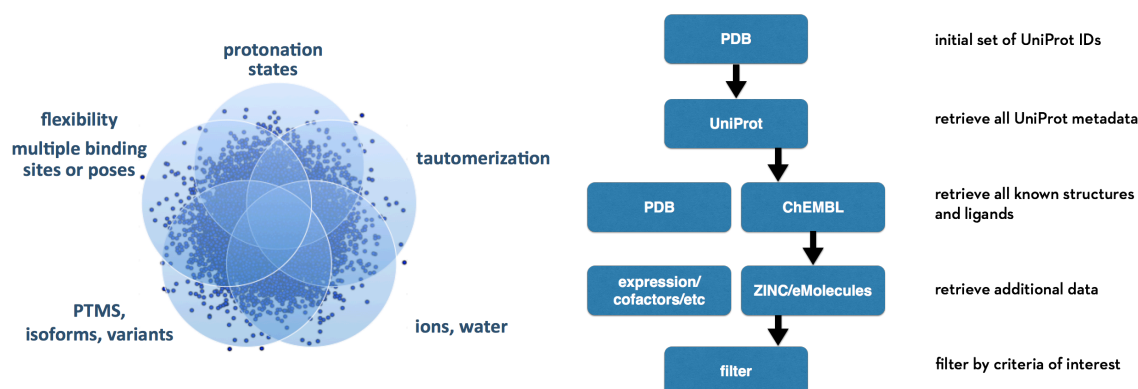 protonation
states
flexibility
multiple binding
sites or poses
tautomerization
PTMS,
isoforms, variants
ions, water
PDB
initial set of UniProt IDs
UniProt
retrieve all UniProt metadata
PDB
ChEMBL
retrieve all known structures
and ligands
expression/
cofactors/etc
ZINC/eMolecules
retrieve additional data
filter
filter by criteria of interest